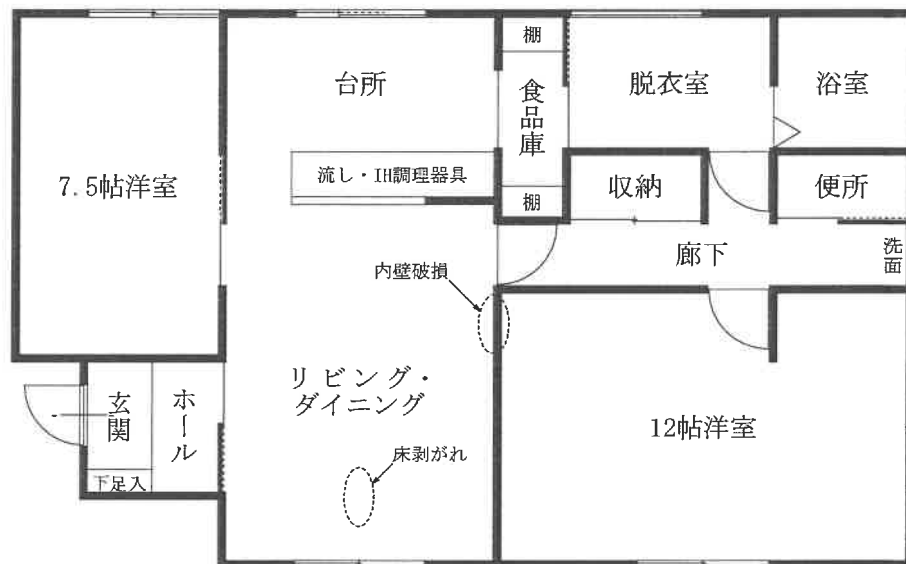 棚
台所
食品庫
脱衣室
浴室
7.5帖洋室
流し・IH調理器具
棚
収納
便所
廊下
洗面
内壁破損
リビング・
ダイニング
玄関
ホール
12帖洋室
床剥がれ
下足入